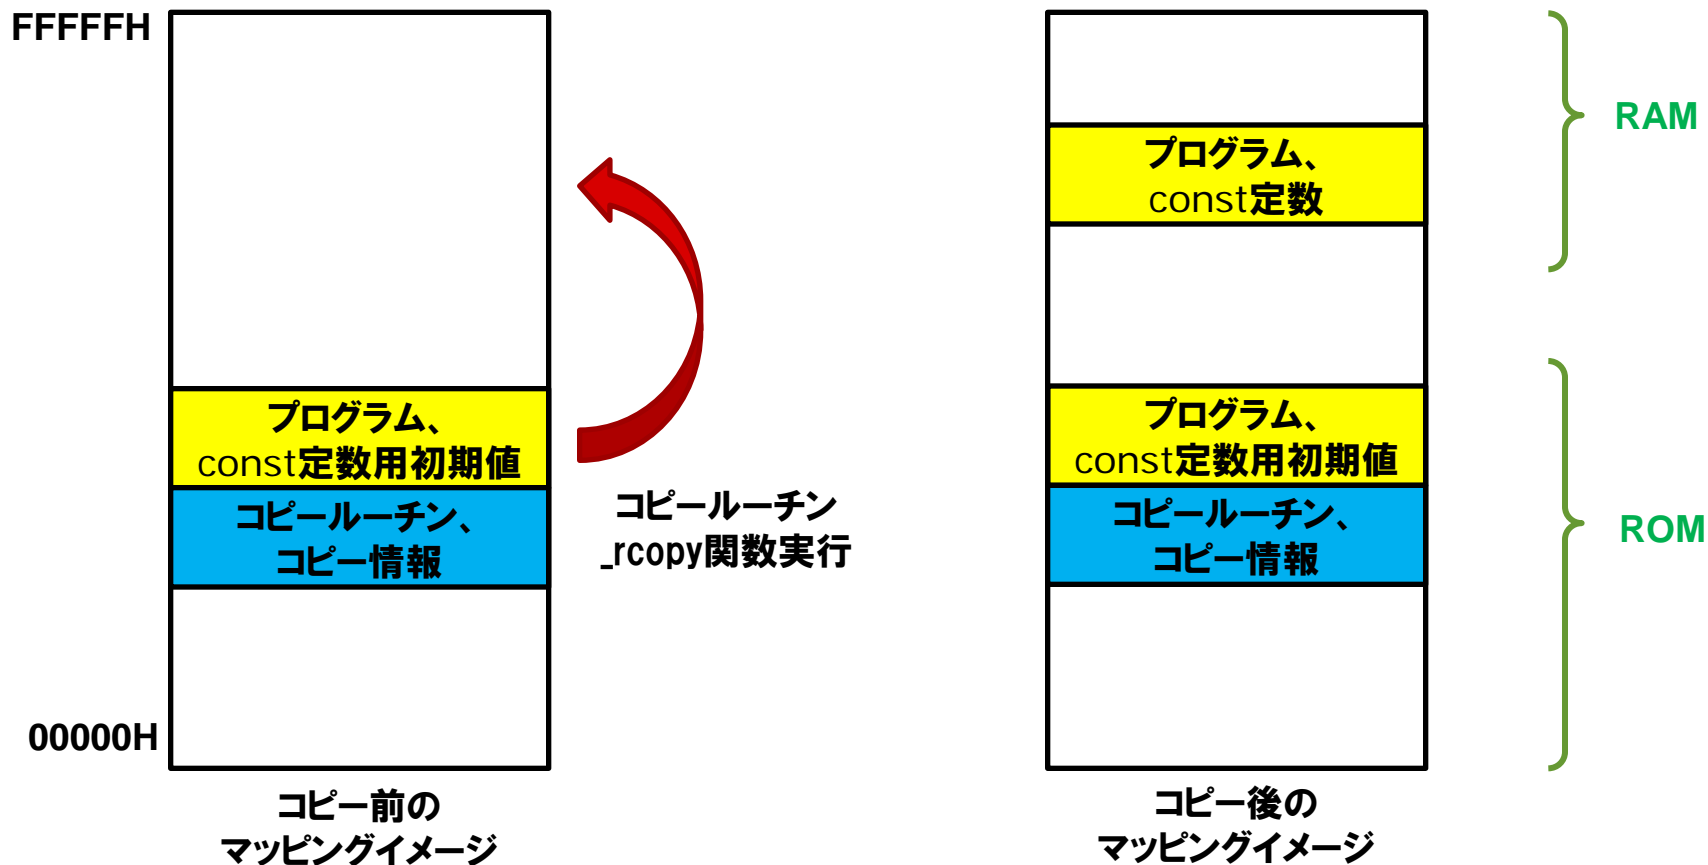 FFFFFH
プログラム、
const定数用初期値
コピールーチン、
コピー情報
00000H
コピー前の
マッピングイメージ
コピールーチン
_rcopy関数実行
プログラム、
const定数
プログラム、
const定数用初期値
コピールーチン、
コピー情報
コピー後の
マッピングイメージ
RAM
ROM